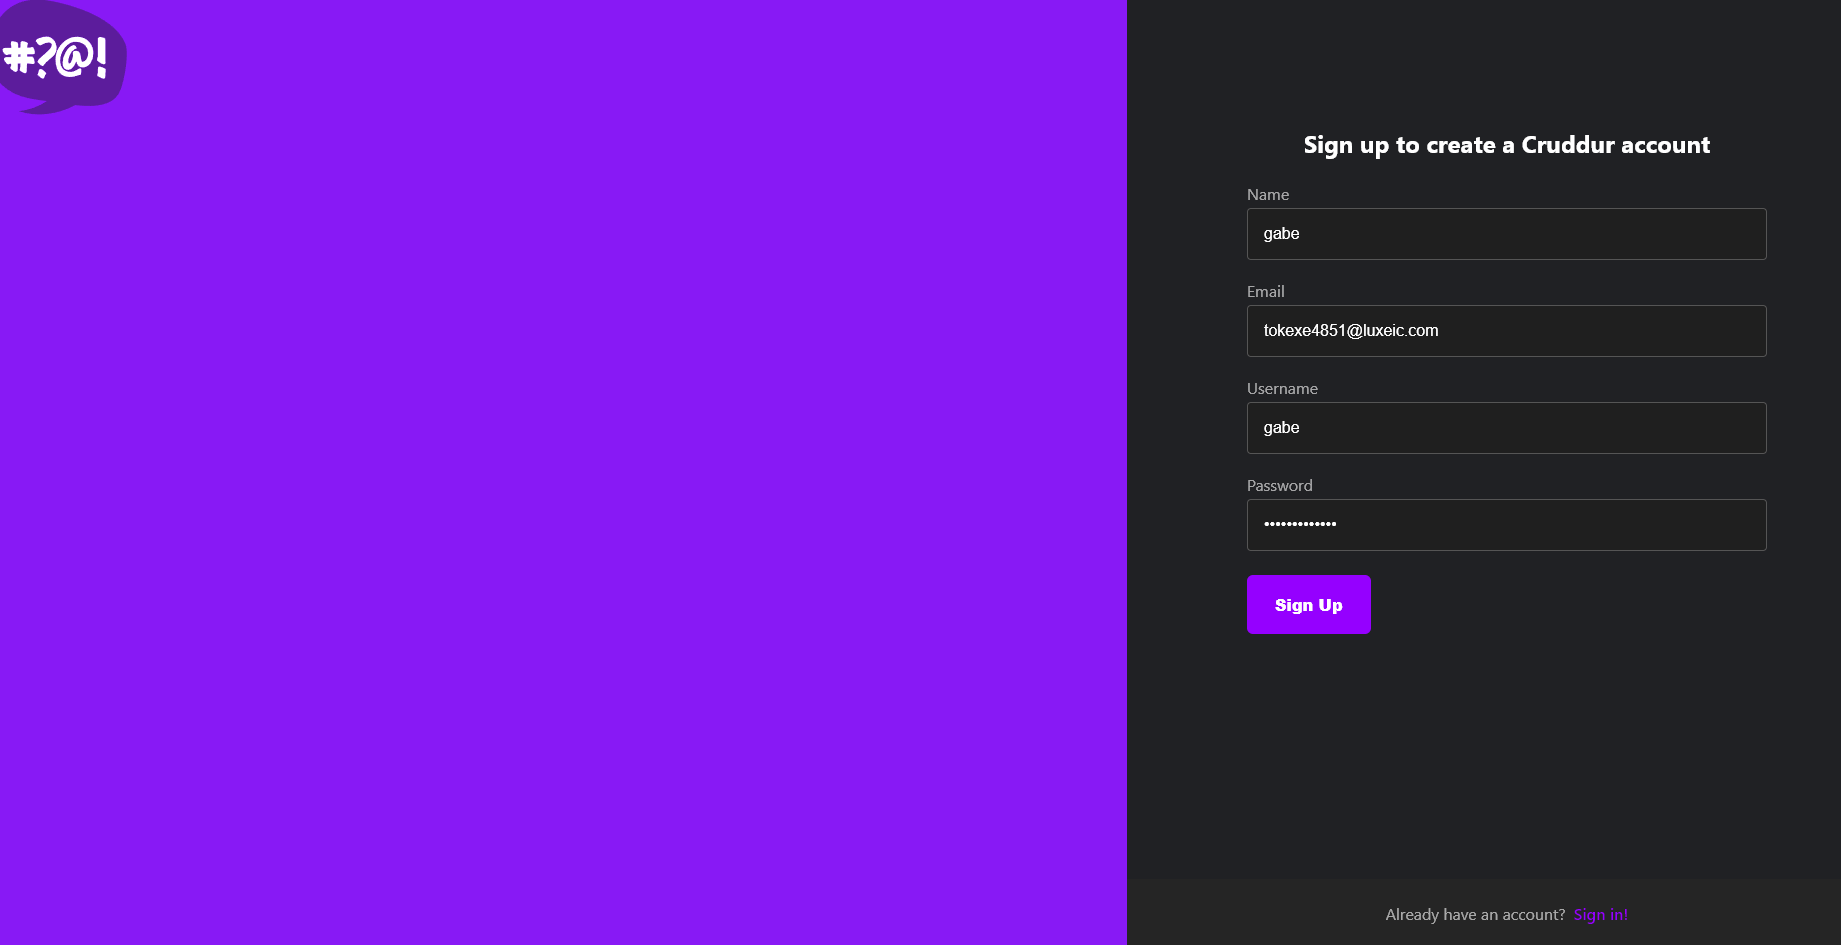 #?@!
Sign up to create a Cruddur account
Name
gabe
Email
tokexe4851@luxeic.com
Username
gabe
Password
•••••••••••••
Sign Up
Already have an account? Sign in!